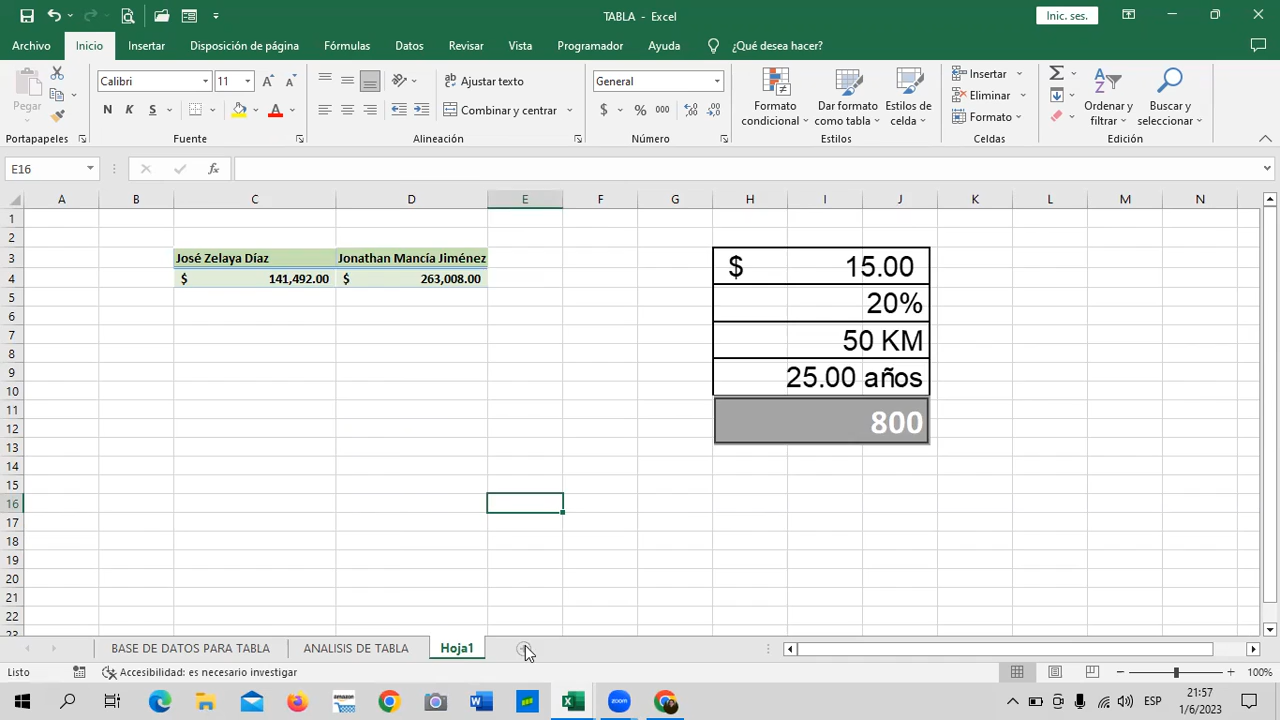 TABLA - Excel
Inic. ses.
Archivo Inicio Insertar Disposición de página Fórmulas Datos Revisar Vista Programador Ayuda ¿Qué desea hacer?
Pegar
Calibri 11
N K S
Ajustar texto
Combinar y centrar
General
$ % 000
Formato condicional
Dar formato como tabla
Estilos de celda
Insertar
Eliminar
Formato
Ordenar y filtrar
Buscar y seleccionar
Portapapeles Fuente Alineación Número Estilos Celdas Edición
E16 fx
A B C D E F G H I J K L M N
1
2
3 José Zelaya Díaz Jonathan Mancía Jiménez $ 15.00
4 $ 141,492.00 $ 263,008.00
5
6 20%
7
8 50 KM
9 25.00 años
10
11
12 800
13
14
15
16
17
18
19
20
21
22
23
BASE DE DATOS PARA TABLA ANALISIS DE TABLA Hoja1
Listo Accesibilidad: es necesario investigar 100%
amazon
ESP
21:57
1/6/2023